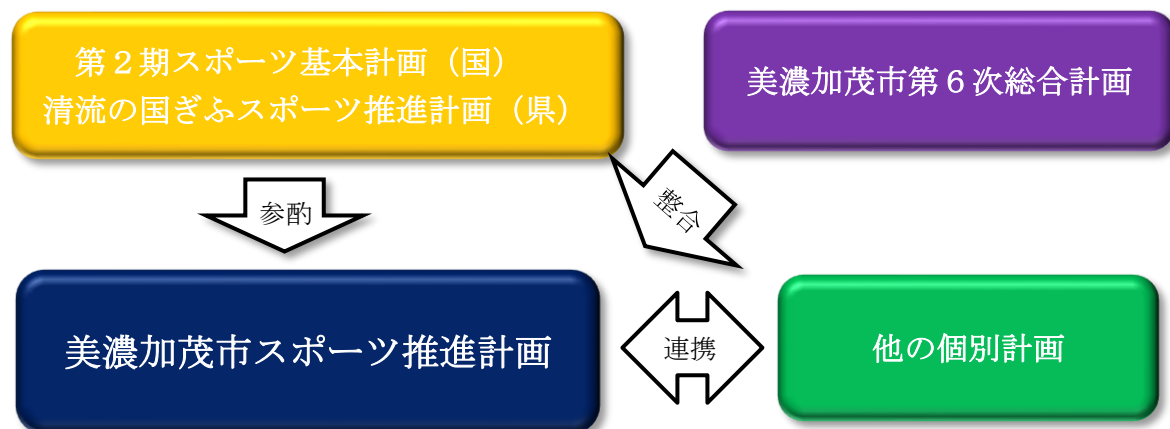 第２期スポーツ基本計画（国）
清流の国ぎふスポーツ推進計画（県）
美濃加茂市第６次総合計画
参酌
整合
美濃加茂市スポーツ推進計画
連携
他の個別計画